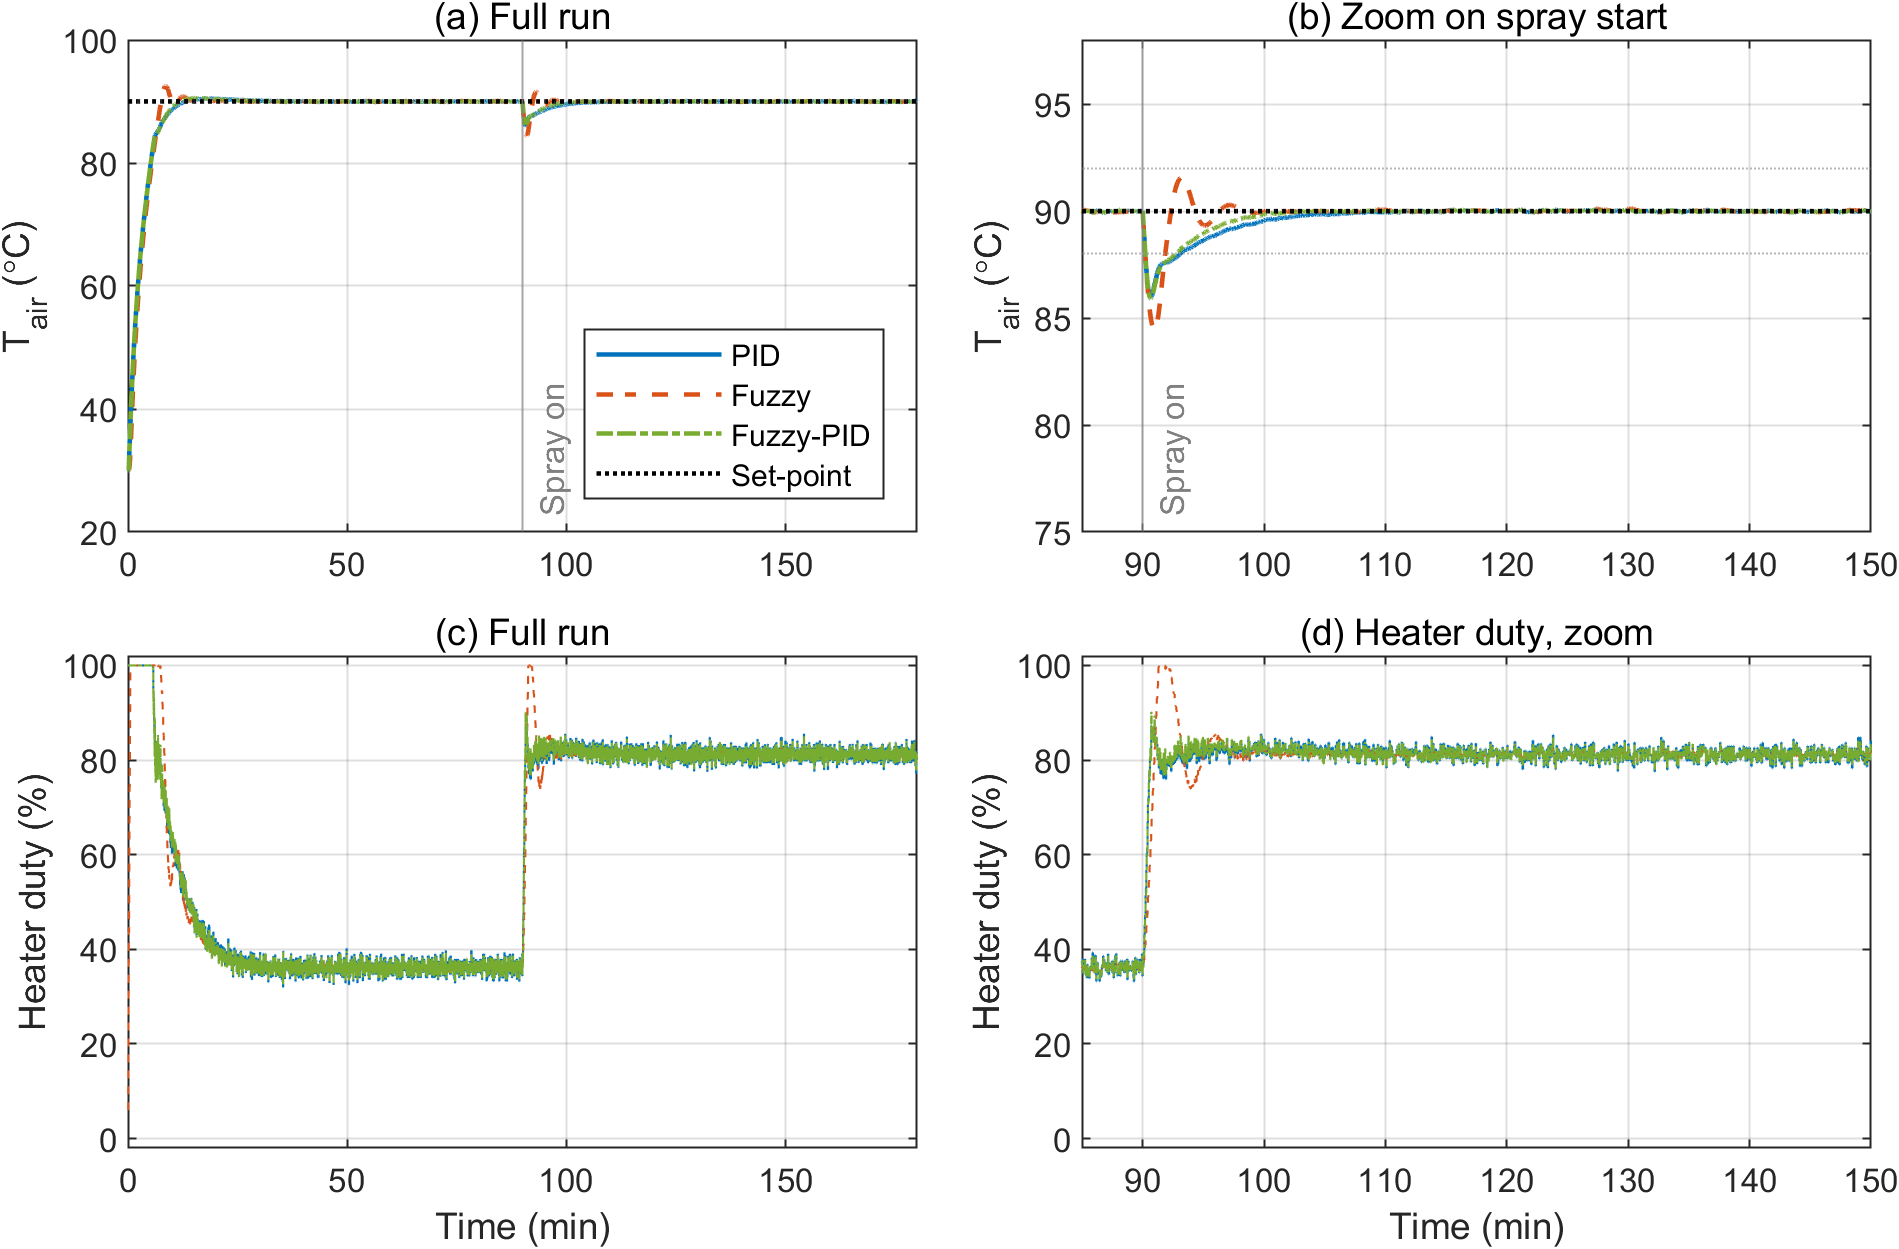 (a) Full run
100
80
60
40
20
0
50
100
150
T_air (°C)
Spray on
PID
Fuzzy
Fuzzy-PID
Set-point
(b) Zoom on spray start
95
90
85
80
75
90
100
110
120
130
140
150
T_air (°C)
Spray on
(c) Full run
100
80
60
40
20
0
0
50
100
150
Heater duty (%)
Time (min)
(d) Heater duty, zoom
100
80
60
40
20
0
90
100
110
120
130
140
150
Heater duty (%)
Time (min)